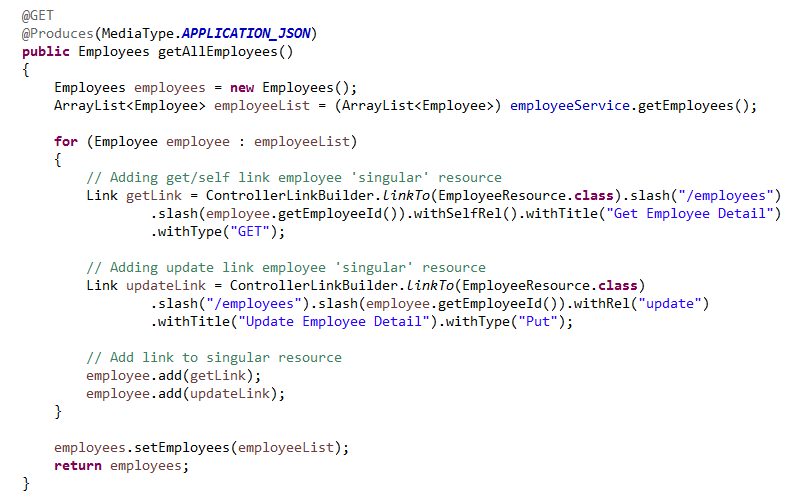 @GET
@Produces(MediaType.APPLICATION_JSON)
public Employees getAllEmployees()
{
    Employees employees = new Employees();
    ArrayList<Employee> employeeList = (ArrayList<Employee>) employeeService.getEmployees();

    for (Employee employee : employeeList)
    {
        // Adding get/self link employee 'singular' resource
        Link getLink = ControllerLinkBuilder.linkTo(EmployeeResource.class).slash("/employees")
                .slash(employee.getEmployeeId()).withSelfRel().withTitle("Get Employee Detail")
                .withType("GET");

        // Adding update link employee 'singular' resource
        Link updateLink = ControllerLinkBuilder.linkTo(EmployeeResource.class)
                .slash("/employees").slash(employee.getEmployeeId()).withRel("update")
                .withTitle("Update Employee Detail").withType("Put");

        // Add link to singular resource
        employee.add(getLink);
        employee.add(updateLink);
    }

    employees.setEmployees(employeeList);
    return employees;
}